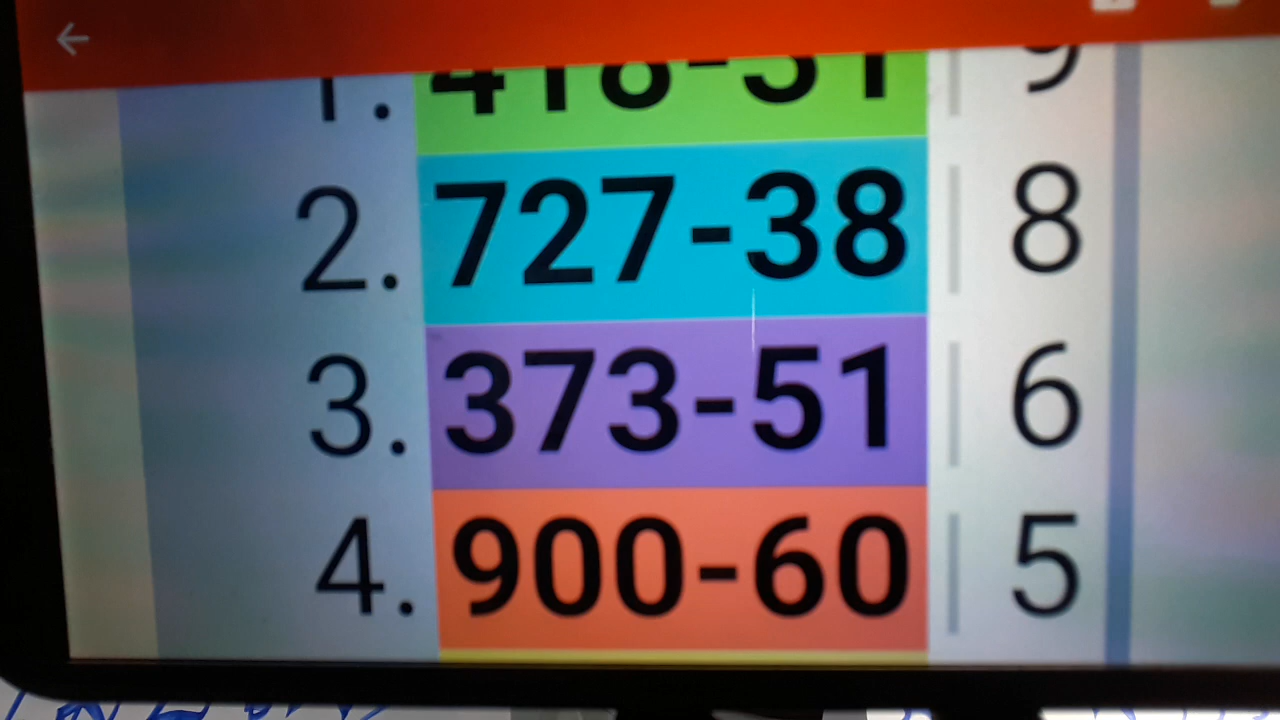 2. 727-38 | 8
3. 373-51 | 6
4. 900-60 | 5